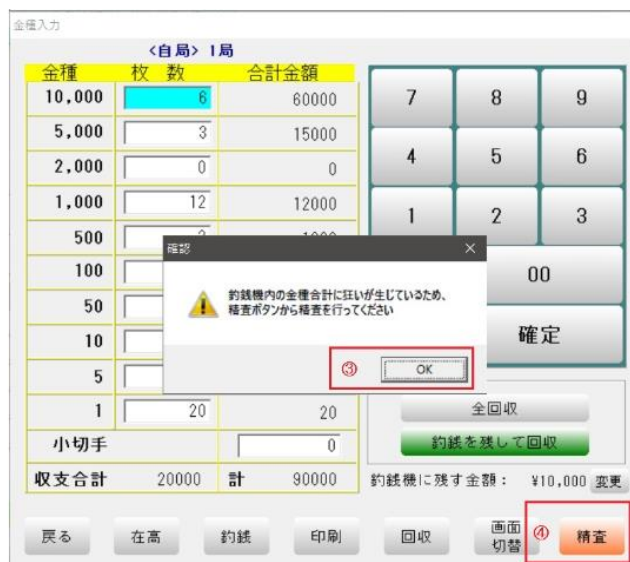 金種入力
<自局> 1局
金種 枚 数 合計金額
10,000 6 60000
5,000 3 15000
2,000 0 0
1,000 12 12000
500
100
50
10
5
1 20 20
小切手 0
収支合計 20000 計 90000
7 8 9
4 5 6
1 2 3
00
確定
確認
釣銭機内の金種合計に狂いが生じているため、
精査ボタンから精査を行ってください
③ OK
全回収
釣銭を残して回収
釣銭機に残す金額： ¥10,000 変更
戻る 在高 釣銭 印刷 回収 画面
切替 ④ 精査